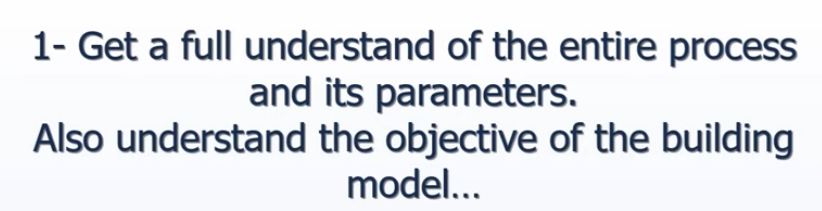 1- Get a full understand of the entire process
and its parameters.
Also understand the objective of the building
model...